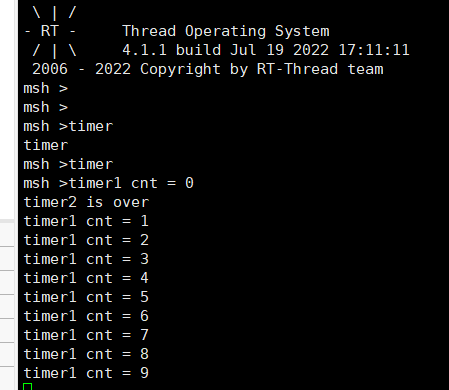 \ | /
- RT -     Thread Operating System
/ | \     4.1.1 build Jul 19 2022 17:11:11
2006 - 2022 Copyright by RT-Thread team
msh >
msh >
msh >timer
timer
msh >timer
msh >timer1 cnt = 0
timer2 is over
timer1 cnt = 1
timer1 cnt = 2
timer1 cnt = 3
timer1 cnt = 4
timer1 cnt = 5
timer1 cnt = 6
timer1 cnt = 7
timer1 cnt = 8
timer1 cnt = 9